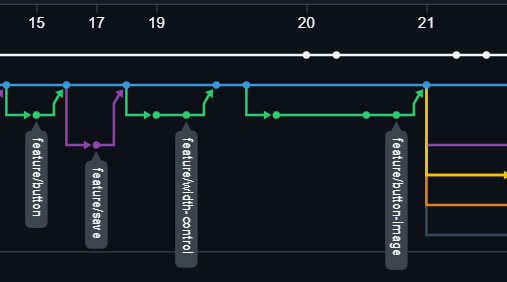 15 17 19 20 21
feature/button
feature/save
feature/width-control
feature/button-image